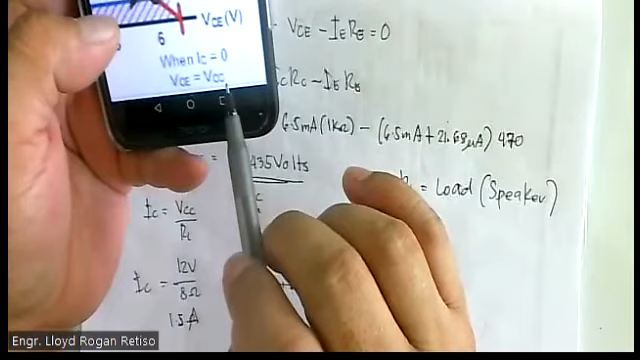 VCE(V)
6
When IC = 0
VCE = VCC
- VCE - IERE = 0
CRC - IERE
6.5mA(1KΩ) - (6.5mA+21.68μA) 470
= 435 Volts
= Load (Speaker)
IC = VCC
RL
IC = 12V
8Ω
1.5A
Engr. Lloyd Rogan Retiso